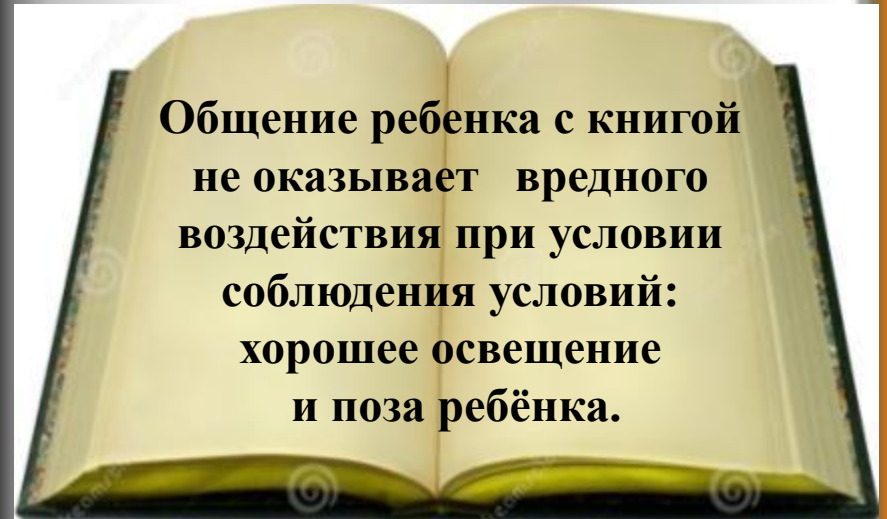 Общение ребенка с книгой
не оказывает вредного
воздействия при условии
соблюдения условий:
хорошее освещение
и поза ребёнка.